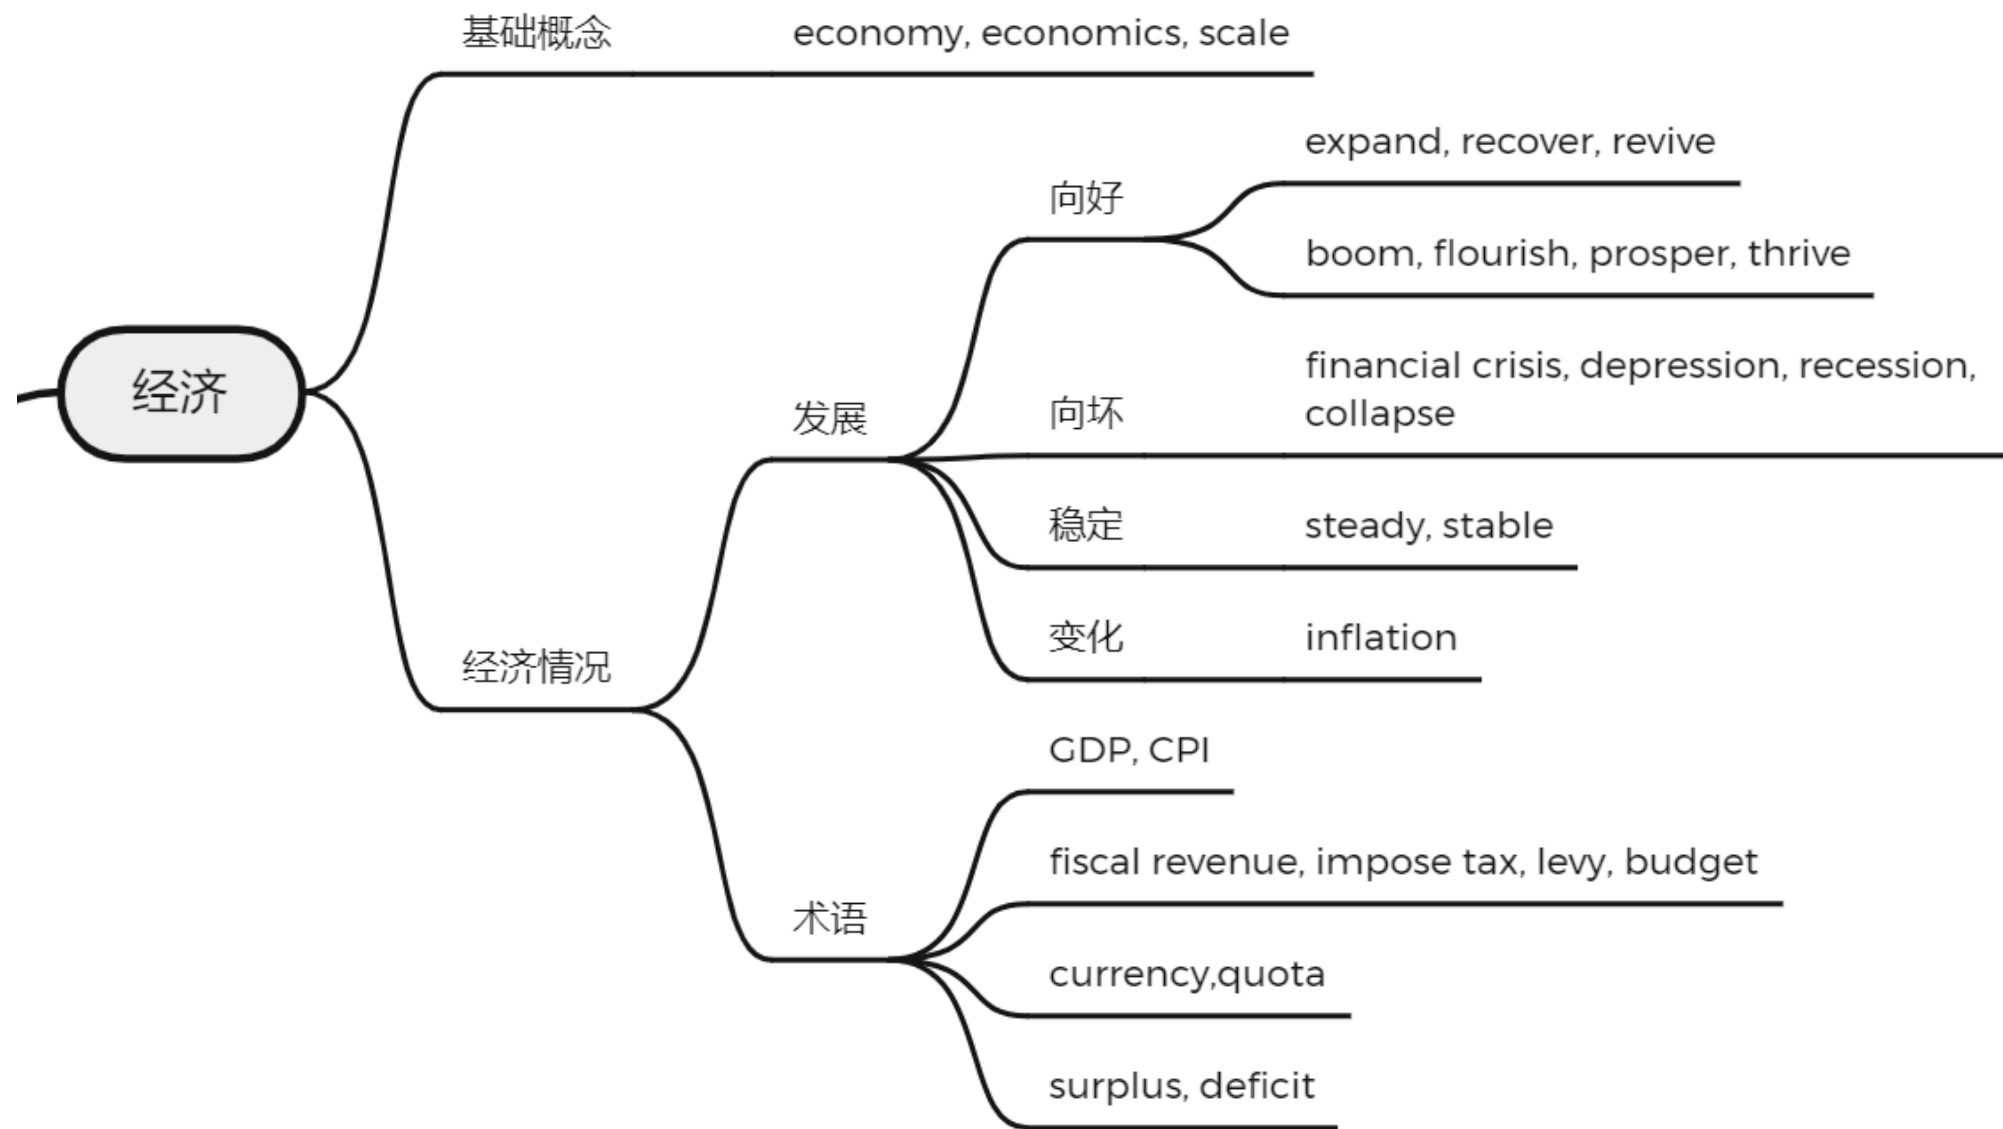 基础概念
economy, economics, scale
expand, recover, revive
向好
boom, flourish, prosper, thrive
经济
发展
financial crisis, depression, recession,
collapse
向坏
稳定
steady, stable
变化
inflation
经济情况
GDP, CPI
fiscal revenue, impose tax, levy, budget
术语
currency,quota
surplus, deficit